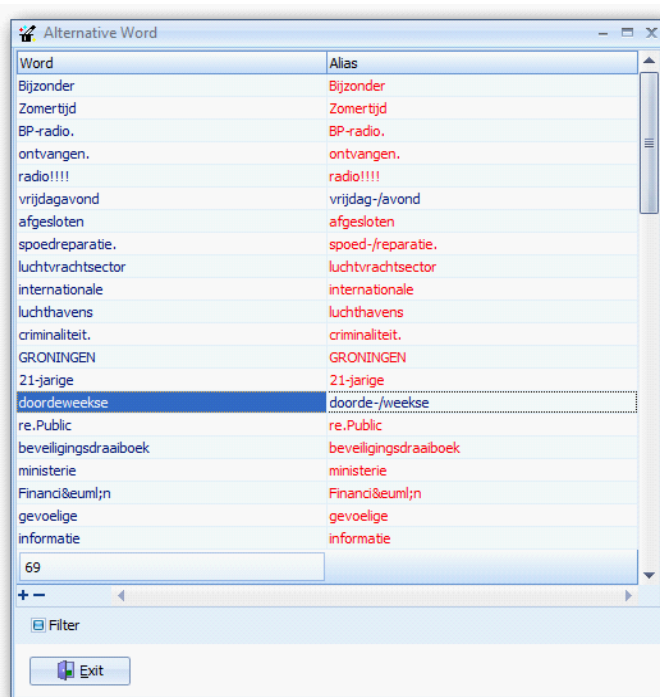 Alternative Word
Word Alias
Bijzonder Bijzonder
Zomertijd Zomertijd
BP-radio. BP-radio.
ontvangen. ontvangen.
radio!!!! radio!!!!
vrijdagavond vrijdag-/avond
afgesloten afgesloten
spoedreparatie. spoed-/reparatie.
luchtvrachtsector luchtvrachtsector
internationale internationale
luchthavens luchthavens
criminaliteit. criminaliteit.
GRONINGEN GRONINGEN
21-jarige 21-jarige
doordeweekse doorde-/weekse
re.Public re.Public
beveiligingsdraaiboek beveiligingsdraaiboek
ministerie ministerie
Financi&euml;n Financi&euml;n
gevoelige gevoelige
informatie informatie
69
Filter
Exit